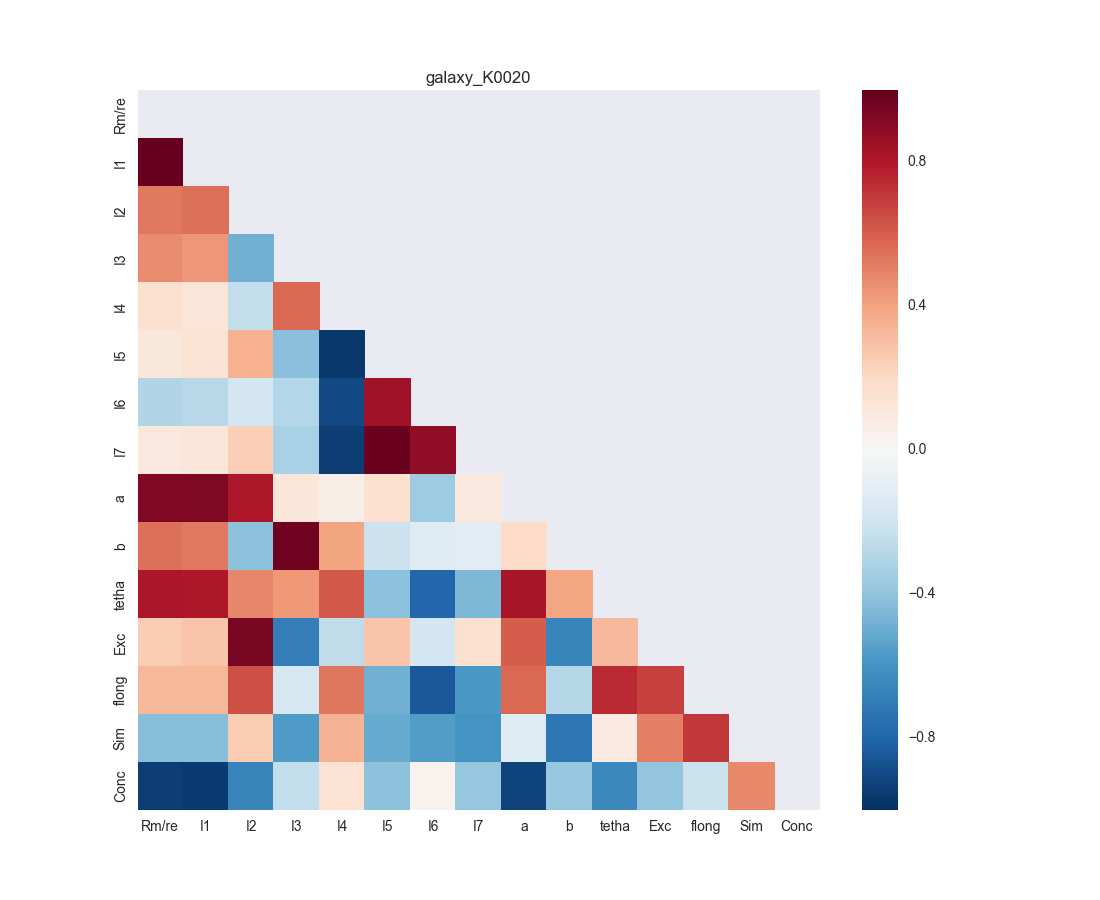 galaxy_K0020
Rm/re
I1
I2
I3
I4
I5
I6
I7
a
b
tetha
Exc
flong
Sim
Conc
Rm/re I1 I2 I3 I4 I5 I6 I7 a b tetha Exc flong Sim Conc
0.8
0.4
0.0
−0.4
−0.8